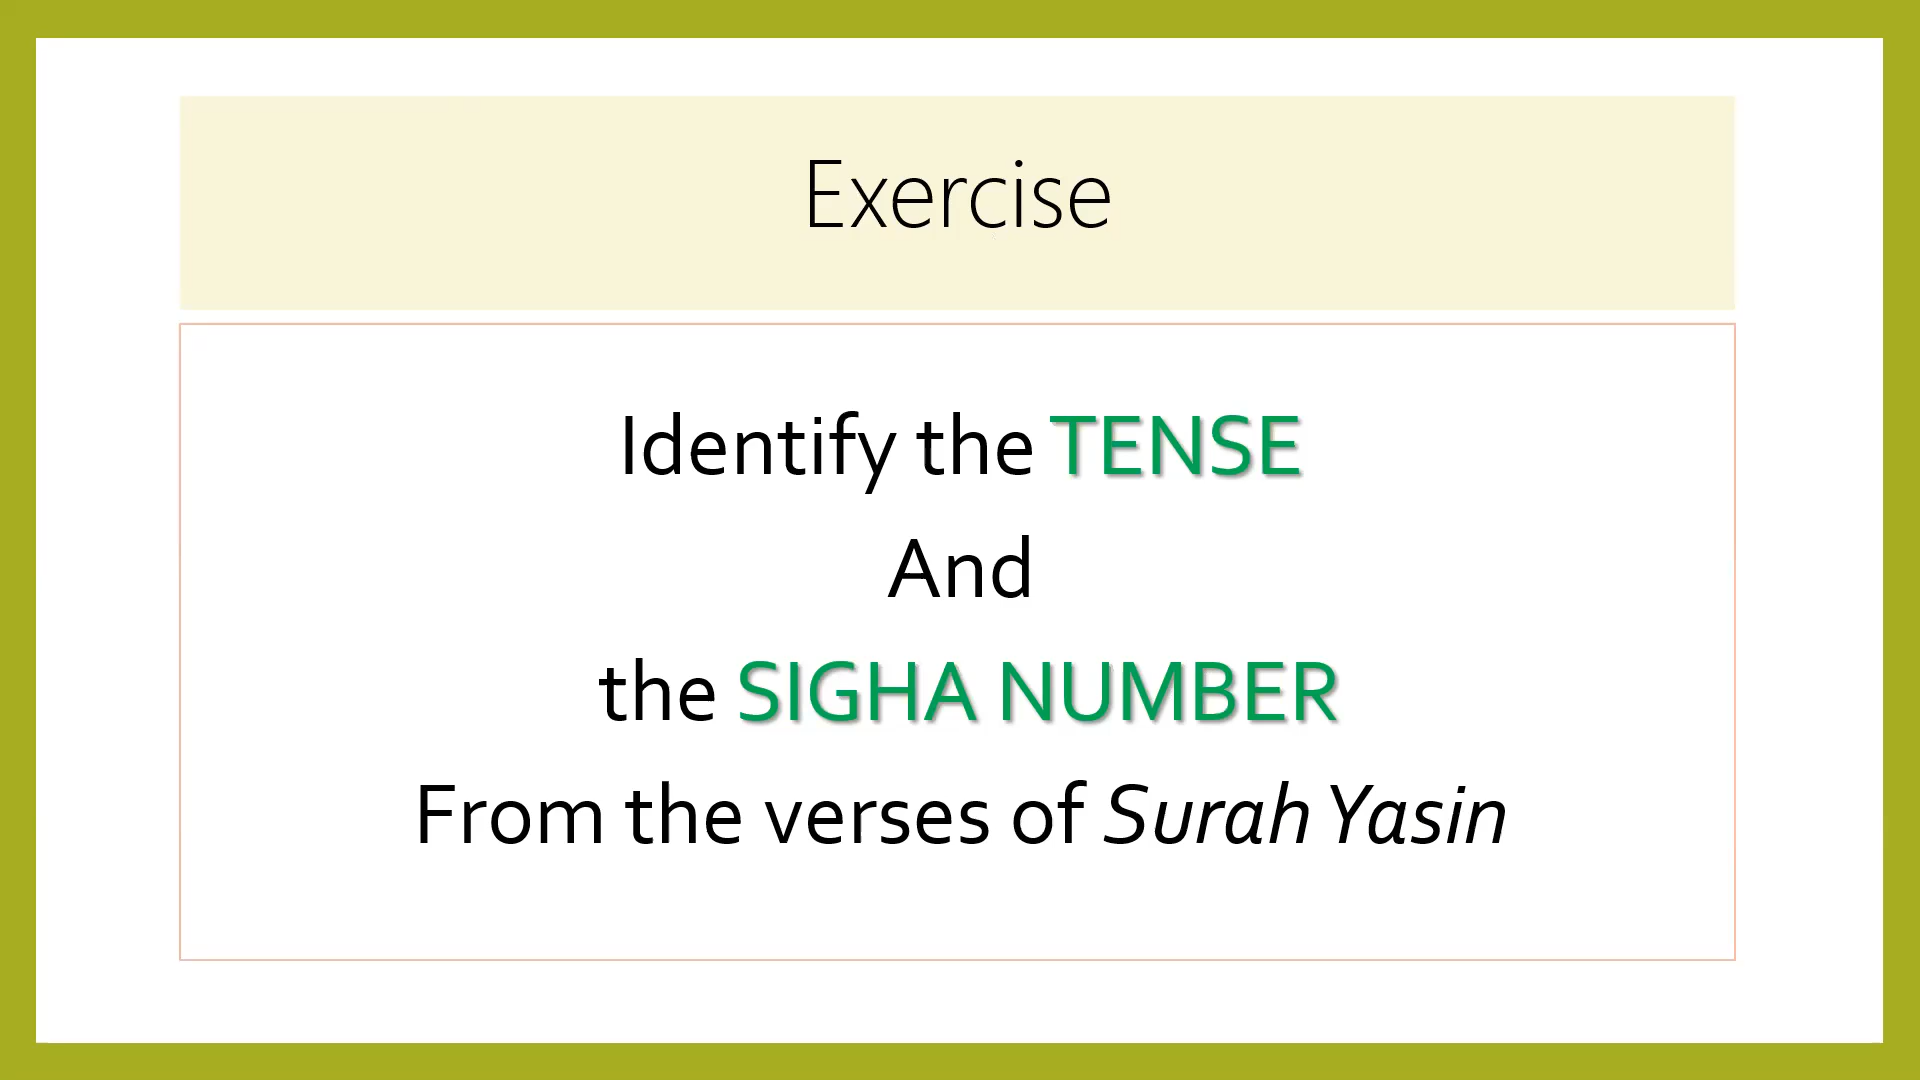 Exercise
Identify the TENSE
And
the SIGHA NUMBER
From the verses of Surah Yasin